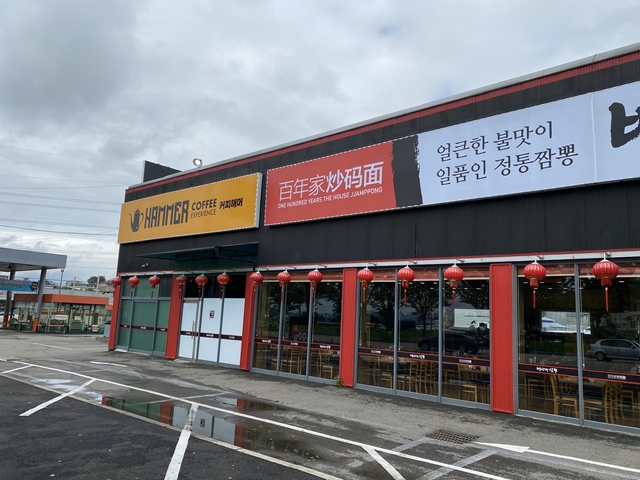 HAMMER
COFFEE
EXPERIENCE
커피해머
百年家炒码面
ONE HUNDRED YEARS THE HOUSE JJAMPPONG
얼큰한 불맛이
일품인 정통짬뽕